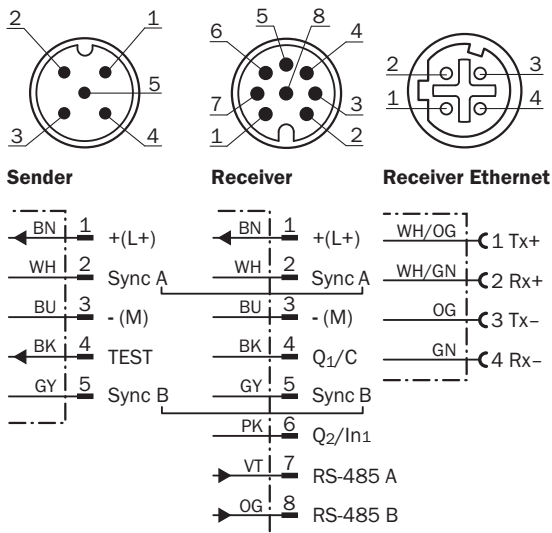 2 1
5
3 4
5 8
6 4
7 3
1 2
2 3
1 4
Sender
BN 1 +(L+)
WH 2 Sync A
BU 3 - (M)
BK 4 TEST
GY 5 Sync B
Receiver
BN 1 +(L+)
WH 2 Sync A
BU 3 - (M)
BK 4 Q1/C
GY 5 Sync B
PK 6 Q2/In1
VT 7 RS-485 A
OG 8 RS-485 B
Receiver Ethernet
WH/OG 1 Tx+
WH/GN 2 Rx+
OG 3 Tx–
GN 4 Rx–